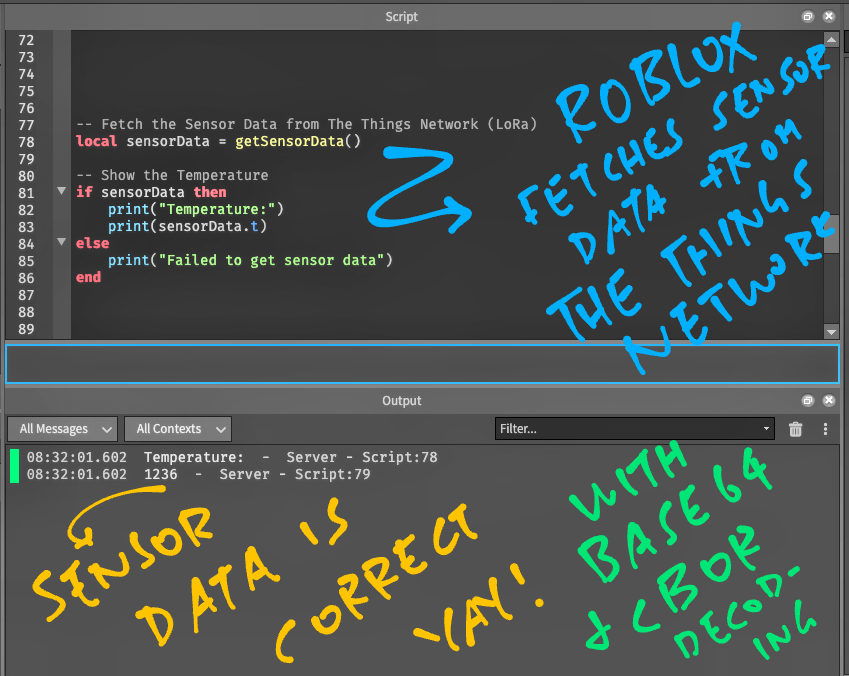 Script
72
73
74
75
76
77 -- Fetch the Sensor Data from The Things Network (LoRa)
78 local sensorData = getSensorData()
79
80 -- Show the Temperature
81 if sensorData then
82 print("Temperature:")
83 print(sensorData.t)
84 else
85 print("Failed to get sensor data")
86 end
87
88
89
ROBLOX
FETCHES SENSOR
DATA FROM
THE THINGS
NETWORK
Output
All Messages All Contexts Filter...
08:32:01.602 Temperature: - Server - Script:78
08:32:01.602 1236 - Server - Script:79
SENSOR
DATA IS
CORRECT
YAY!
WITH
BASE64
& CBOR
DECOD-
ING